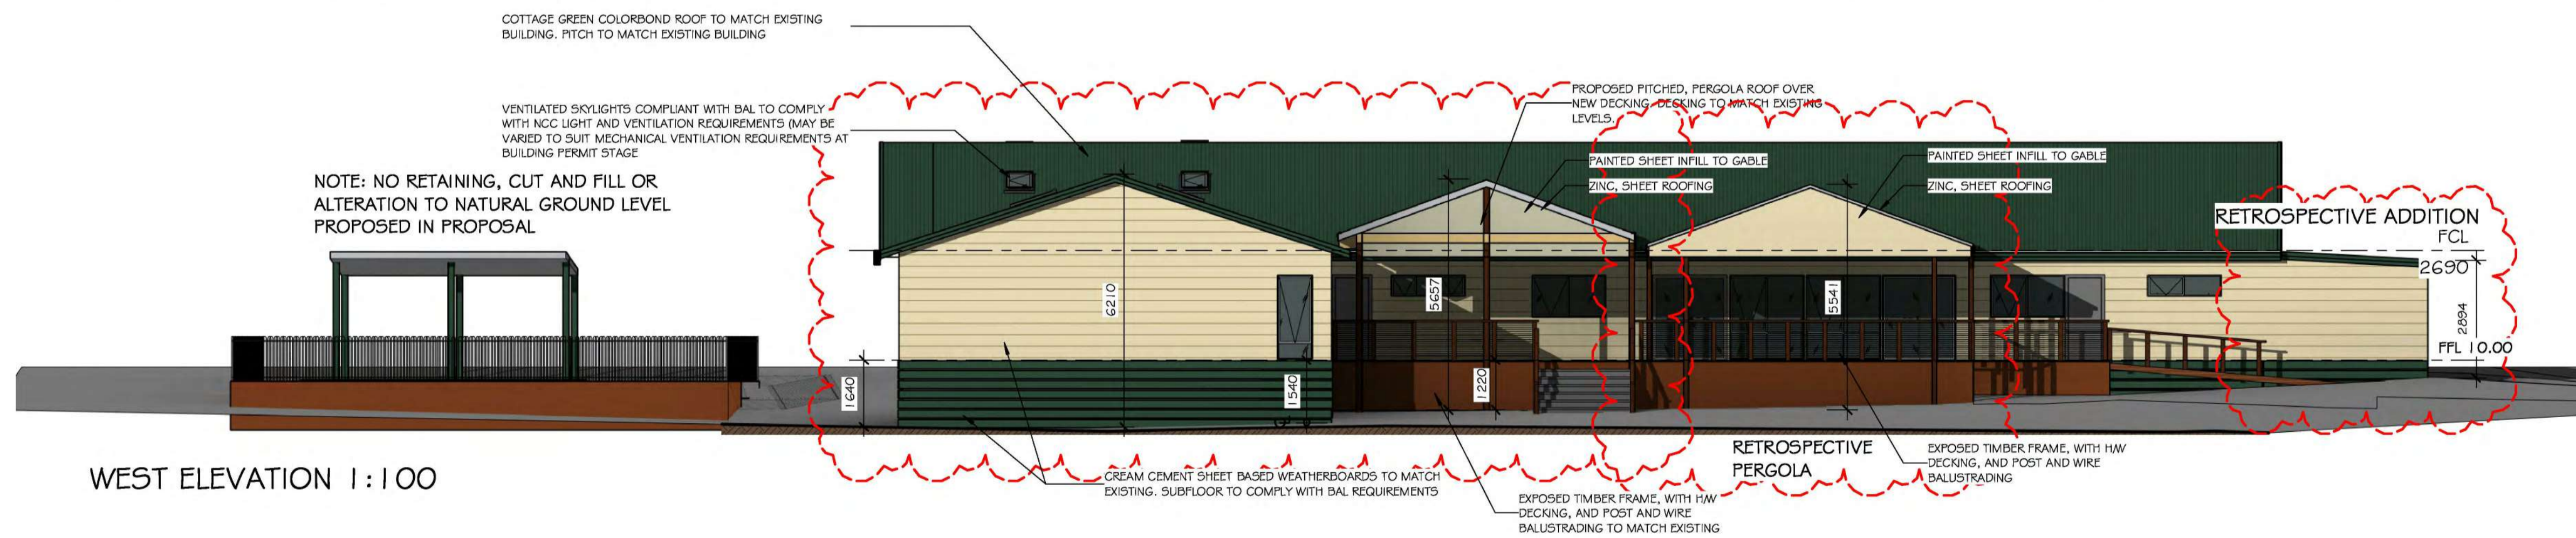 COTTAGE GREEN COLORBOND ROOF TO MATCH EXISTING
BUILDING. PITCH TO MATCH EXISTING BUILDING
VENTILATED SKYLIGHTS COMPLIANT WITH BAL TO COMPLY
WITH NCC LIGHT AND VENTILATION REQUIREMENTS (MAY BE
VARIED TO SUIT MECHANICAL VENTILATION REQUIREMENTS AT
BUILDING PERMIT STAGE
NOTE: NO RETAINING, CUT AND FILL OR
ALTERATION TO NATURAL GROUND LEVEL
PROPOSED IN PROPOSAL
PROPOSED PITCHED, PERGOLA ROOF OVER
NEW DECKING. DECKING TO MATCH EXISTING
LEVELS.
PAINTED SHEET INFILL TO GABLE
ZINC, SHEET ROOFING
PAINTED SHEET INFILL TO GABLE
ZINC, SHEET ROOFING
RETROSPECTIVE ADDITION
FCL
2690
2894
FFL 10.00
6210
5657
5541
1640
1540
1220
WEST ELEVATION 1:100
CREAM CEMENT SHEET BASED WEATHERBOARDS TO MATCH
EXISTING. SUBFLOOR TO COMPLY WITH BAL REQUIREMENTS
EXPOSED TIMBER FRAME, WITH H/W
DECKING, AND POST AND WIRE
BALUSTRADING TO MATCH EXISTING
RETROSPECTIVE
PERGOLA
EXPOSED TIMBER FRAME, WITH H/W
DECKING, AND POST AND WIRE
BALUSTRADING